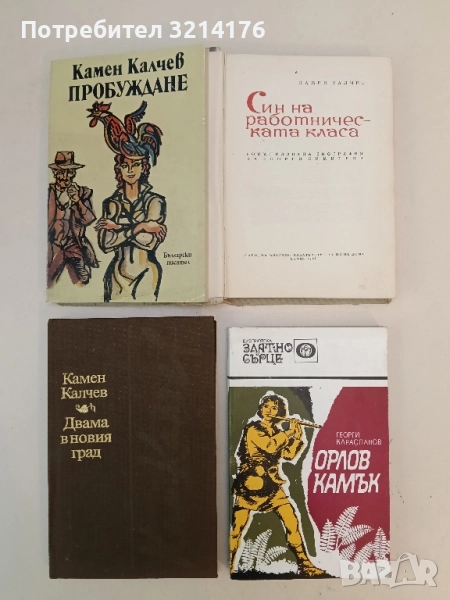 Потребител 3214176
Камен Калчев
ПРОБУЖДАНЕ
Български
писател
КАМЕН КАЛЧЕВ
Син на
работничес-
ката класа
БИБЛИОТЕКА
ЗЛАТНО
СЪРЦЕ
Камен
Калчев
Двама
в новия
град
ГЕОРГИ
КАРАСЛАВОВ
ОРЛОВ
КАМЪК
BAZAR